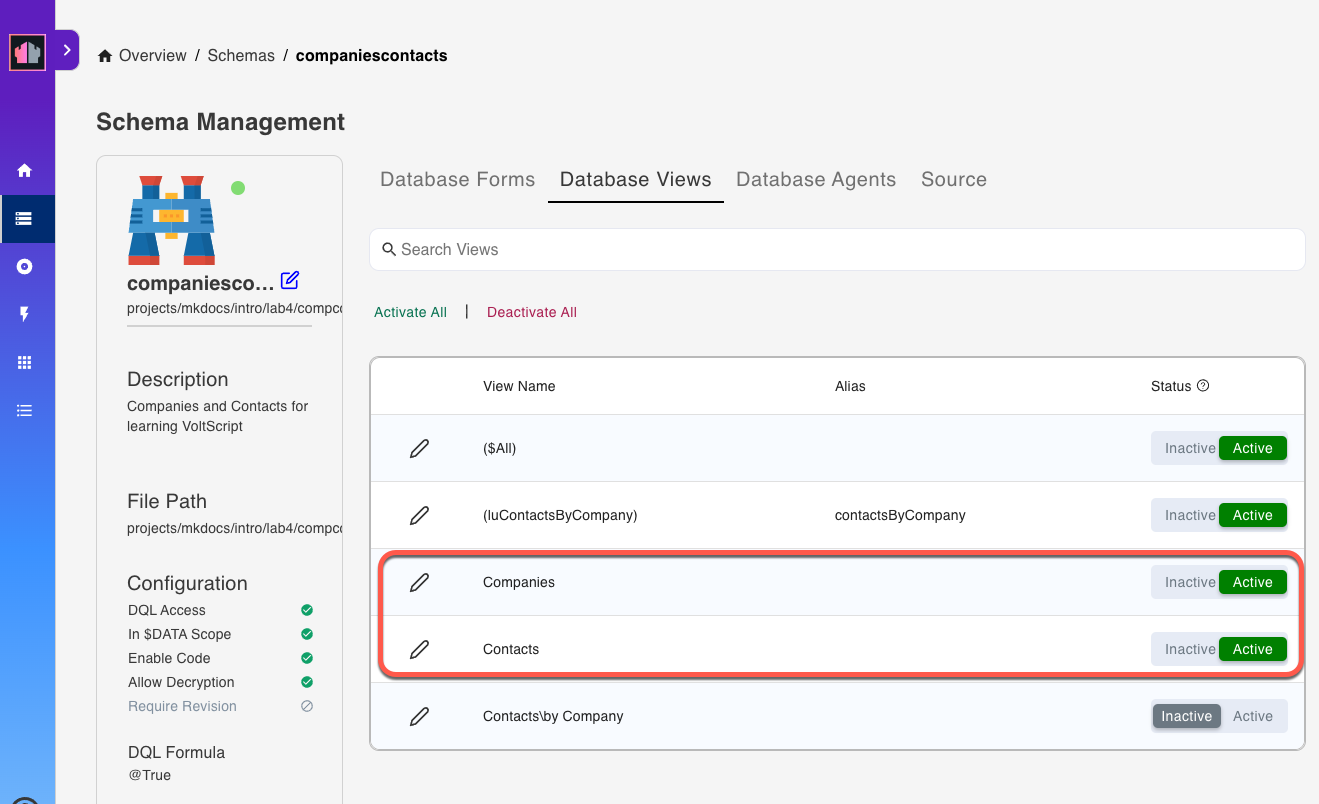 Overview / Schemas / companiescontacts
Schema Management
companiesco...
projects/mkdocs/intro/lab4/compcc
Description
Companies and Contacts for
learning VoltScript
File Path
projects/mkdocs/intro/lab4/compcc
Configuration
DQL Access
In $DATA Scope
Enable Code
Allow Decryption
Require Revision
DQL Formula
@True
Database Forms Database Views Database Agents Source
Search Views
Activate All | Deactivate All
View Name Alias Status
($All) Inactive Active
(luContactsByCompany) contactsByCompany Inactive Active
Companies Inactive Active
Contacts Inactive Active
Contacts\by Company Inactive Active